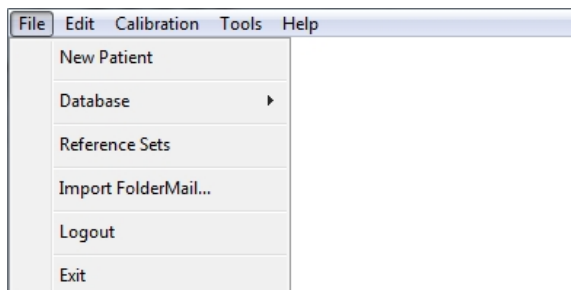 File Edit Calibration Tools Help
New Patient
Database
Reference Sets
Import FolderMail...
Logout
Exit